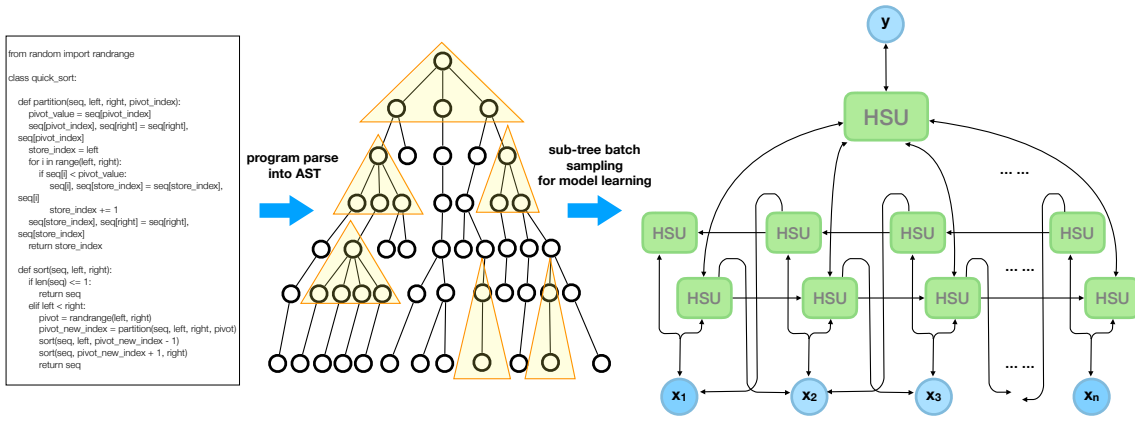 from random import randrange
class quick_sort:
def partition(seq, left, right, pivot_index):
pivot_value = seq[pivot_index]
seq[pivot_index], seq[right] = seq[right],
seq[pivot_index]
store_index = left
for i in range(left, right):
if seq[i] < pivot_value:
seq[i], seq[store_index] = seq[store_index],
seq[i]
store_index += 1
seq[store_index], seq[right] = seq[right],
seq[store_index]
return store_index
def sort(seq, left, right):
if len(seq) <= 1:
return seq
elif left < right:
pivot = randrange(left, right)
pivot_new_index = partition(seq, left, right, pivot)
sort(seq, left, pivot_new_index - 1)
sort(seq, pivot_new_index + 1, right)
return seq
program parse
into AST
sub-tree batch
sampling
for model learning
y
HSU
... ...
HSU
HSU
HSU
HSU
... ...
HSU
HSU
HSU
HSU
... ...
x1
x2
x3
xn